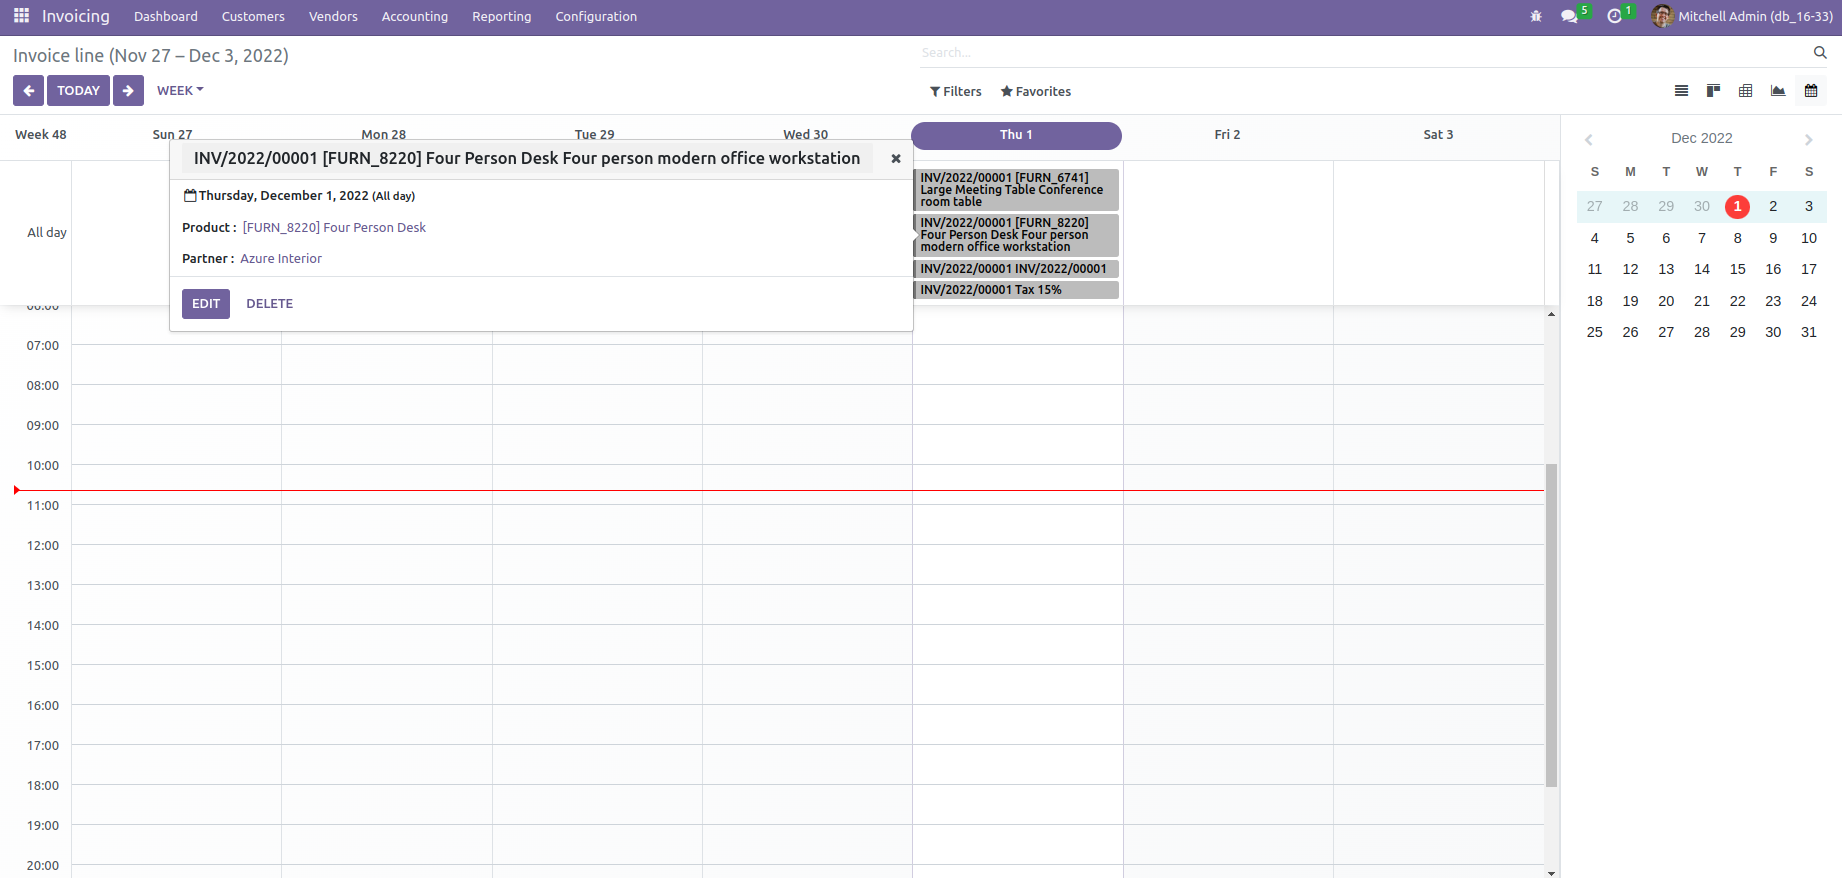 Invoicing Dashboard Customers Vendors Accounting Reporting Configuration 5 1 Mitchell Admin (db_16-33)
Invoice line (Nov 27 – Dec 3, 2022)
Search...
TODAY WEEK
Filters Favorites
Week 48 Sun 27 Mon 28 Tue 29 Wed 30 Thu 1 Fri 2 Sat 3
INV/2022/00001 [FURN_8220] Four Person Desk Four person modern office workstation
Thursday, December 1, 2022 (All day)
Product : [FURN_8220] Four Person Desk
Partner : Azure Interior
EDIT DELETE
All day
INV/2022/00001 [FURN_6741]
Large Meeting Table Conference
room table
INV/2022/00001 [FURN_8220]
Four Person Desk Four person
modern office workstation
INV/2022/00001 INV/2022/00001
INV/2022/00001 Tax 15%
06:00
07:00
08:00
09:00
10:00
11:00
12:00
13:00
14:00
15:00
16:00
17:00
18:00
19:00
20:00
Dec 2022
S M T W T F S
27 28 29 30 1 2 3
4 5 6 7 8 9 10
11 12 13 14 15 16 17
18 19 20 21 22 23 24
25 26 27 28 29 30 31